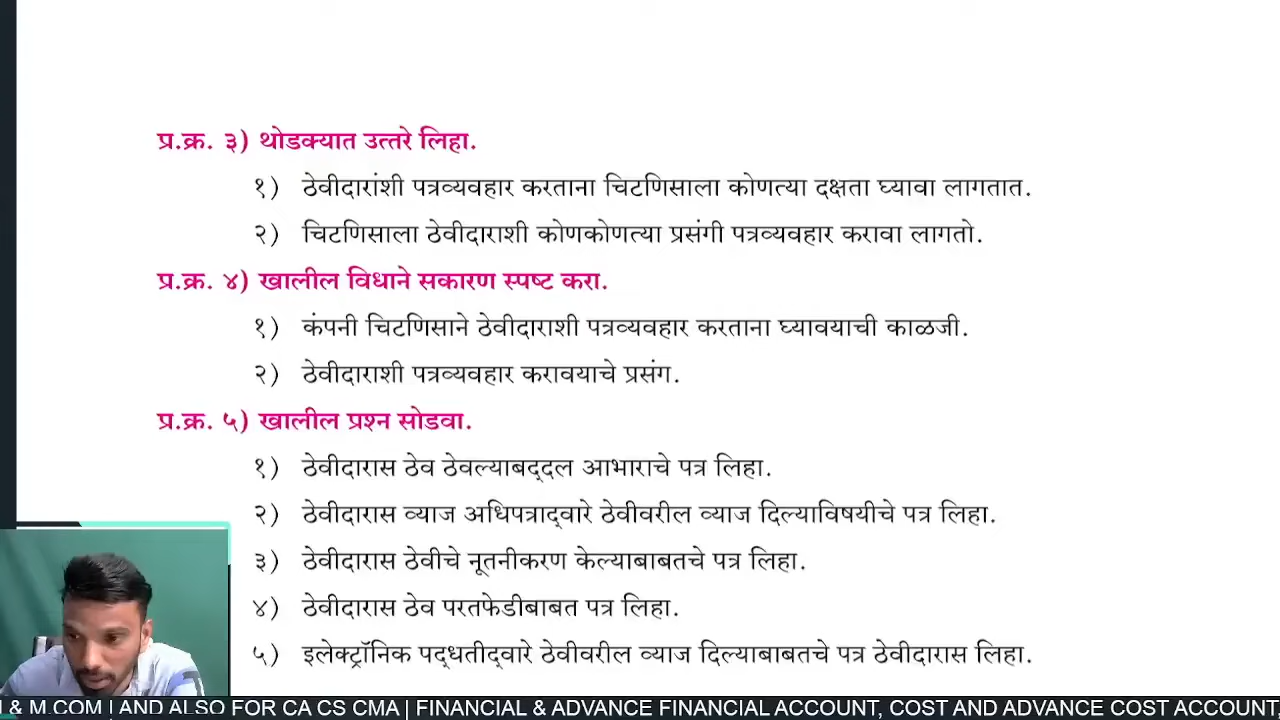 प्र.क्र. ३) थोडक्यात उत्तरे लिहा.
१) ठेवीदारांशी पत्रव्यवहार करताना चिटणिसाला कोणत्या दक्षता घ्यावा लागतात.
२) चिटणिसाला ठेवीदाराशी कोणकोणत्या प्रसंगी पत्रव्यवहार करावा लागतो.
प्र.क्र. ४) खालील विधाने सकारण स्पष्ट करा.
१) कंपनी चिटणिसाने ठेवीदाराशी पत्रव्यवहार करताना घ्यावयाची काळजी.
२) ठेवीदाराशी पत्रव्यवहार करावयाचे प्रसंग.
प्र.क्र. ५) खालील प्रश्न सोडवा.
१) ठेवीदारास ठेव ठेवल्याबद्दल आभाराचे पत्र लिहा.
२) ठेवीदारास व्याज अधिपत्राद्वारे ठेवीवरील व्याज दिल्याविषयीचे पत्र लिहा.
३) ठेवीदारास ठेवीचे नूतनीकरण केल्याबाबतचे पत्र लिहा.
४) ठेवीदारास ठेव परतफेडीबाबत पत्र लिहा.
५) इलेक्ट्रॉनिक पद्धतीद्वारे ठेवीवरील व्याज दिल्याबाबतचे पत्र ठेवीदारास लिहा.
& M.COM | AND ALSO FOR CA CS CMA | FINANCIAL & ADVANCE FINANCIAL ACCOUNT, COST AND ADVANCE COST ACCOUNT,